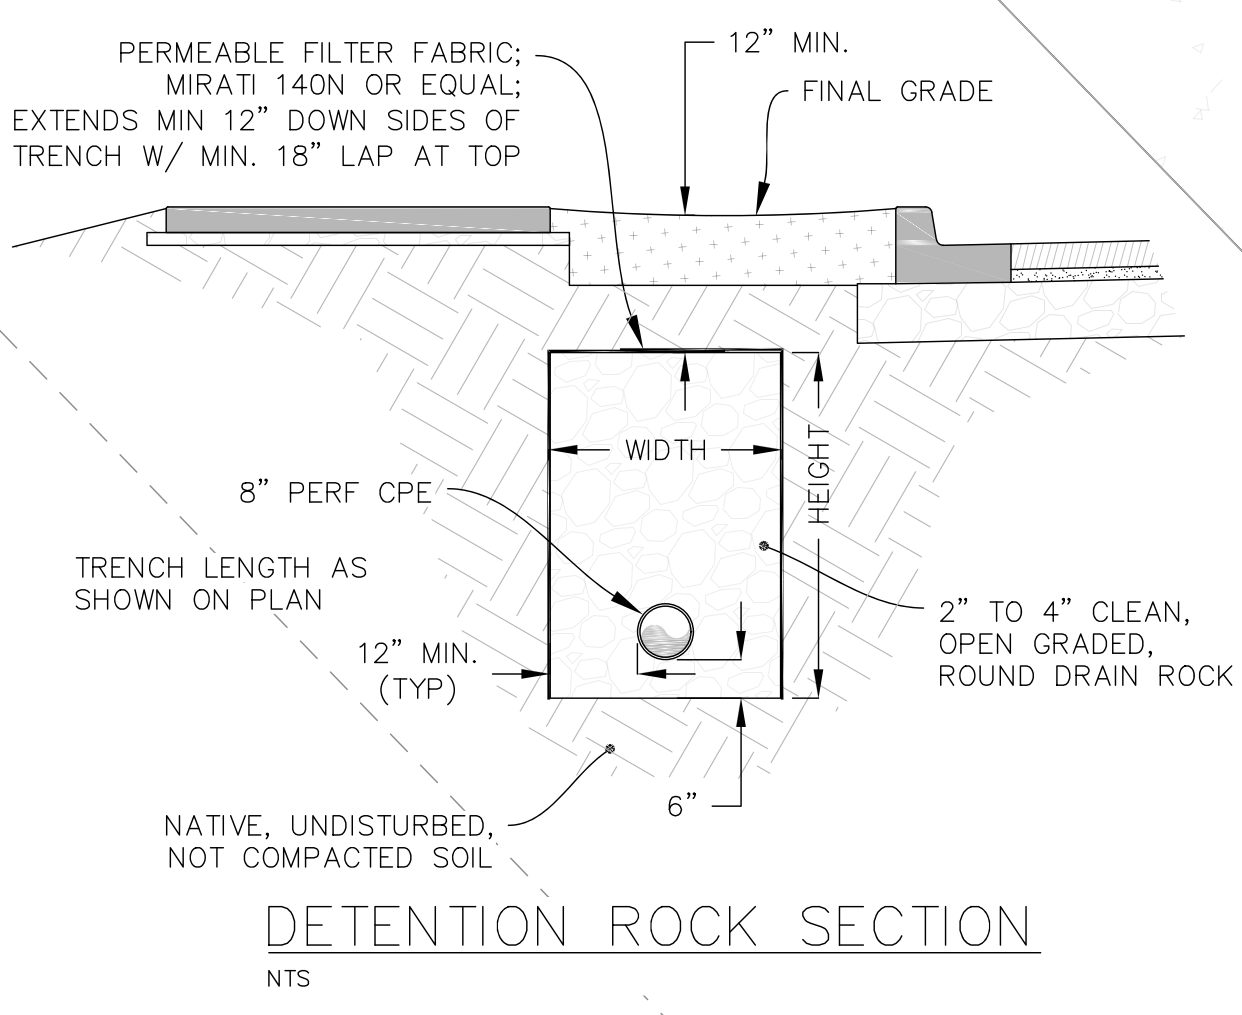 PERMEABLE FILTER FABRIC;
MIRATI 140N OR EQUAL;
EXTENDS MIN 12” DOWN SIDES OF
TRENCH W/ MIN. 18” LAP AT TOP
12” MIN.
FINAL GRADE
WIDTH
HEIGHT
8” PERF CPE
TRENCH LENGTH AS
SHOWN ON PLAN
12” MIN.
(TYP)
2” TO 4” CLEAN,
OPEN GRADED,
ROUND DRAIN ROCK
6”
NATIVE, UNDISTURBED,
NOT COMPACTED SOIL
DETENTION ROCK SECTION
NTS